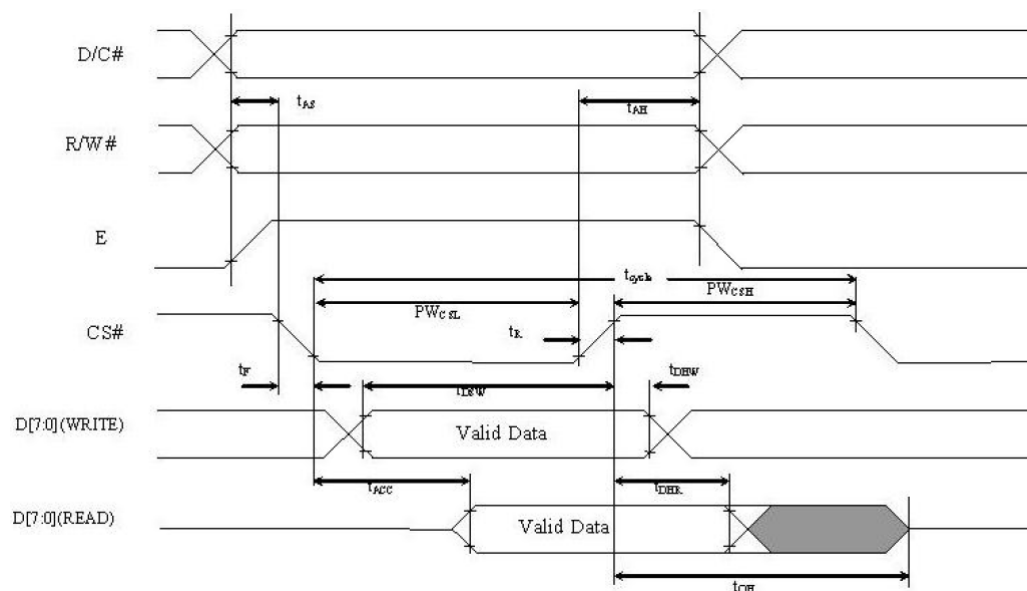 D/C#
tAS
tAH
R/W#
E
tcycle
PWCSL
PWCSH
CS#
tR
tF
tDSW
tDHW
D[7:0](WRITE)
Valid Data
tACC
tDHR
D[7:0](READ)
Valid Data
tOH